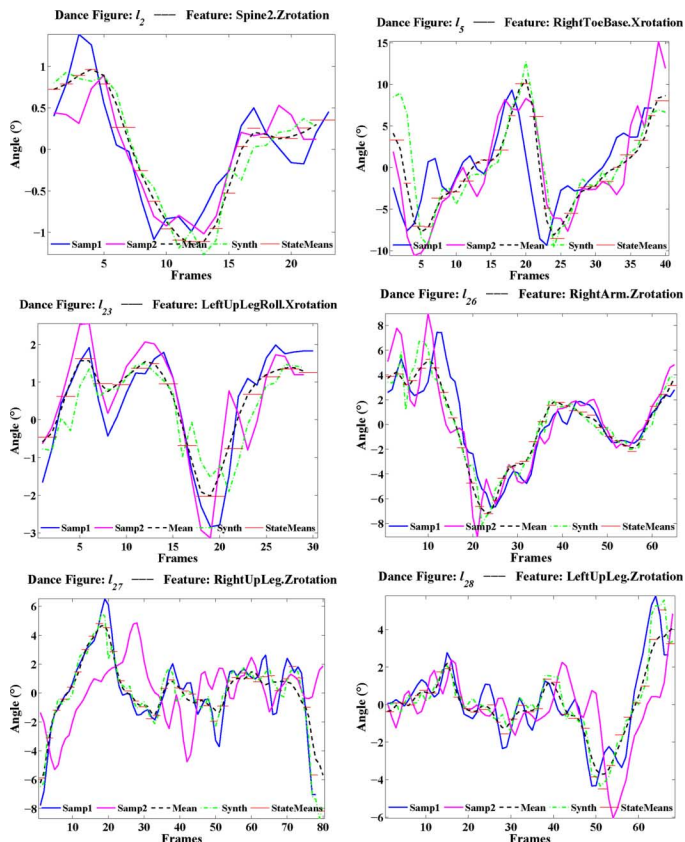 Dance Figure: l2 —— Feature: Spine2.Zrotation
Angle (°)
1
0.5
0
−0.5
−1
Samp1 Samp2 Mean Synth StateMeans
5 10 15 20
Frames
Dance Figure: l5 —— Feature: RightToeBase.Xrotation
Angle (°)
15
10
5
0
−5
−10
Samp1 Samp2 Mean Synth StateMeans
5 10 15 20 25 30 35 40
Frames
Dance Figure: l23 —— Feature: LeftUpLegRoll.Xrotation
Angle (°)
2
1
0
−1
−2
−3
Samp1 Samp2 Mean Synth StateMeans
5 10 15 20 25 30
Frames
Dance Figure: l26 —— Feature: RightArm.Zrotation
Angle (°)
8
6
4
2
0
−2
−4
−6
−8
Samp1 Samp2 Mean Synth StateMeans
10 20 30 40 50 60
Frames
Dance Figure: l27 —— Feature: RightUpLeg.Zrotation
Angle (°)
6
4
2
0
−2
−4
−6
−8
Samp1 Samp2 Mean Synth StateMeans
10 20 30 40 50 60 70 80
Frames
Dance Figure: l28 —— Feature: LeftUpLeg.Zrotation
Angle (°)
4
2
0
−2
−4
−6
Samp1 Samp2 Mean Synth StateMeans
10 20 30 40 50 60
Frames